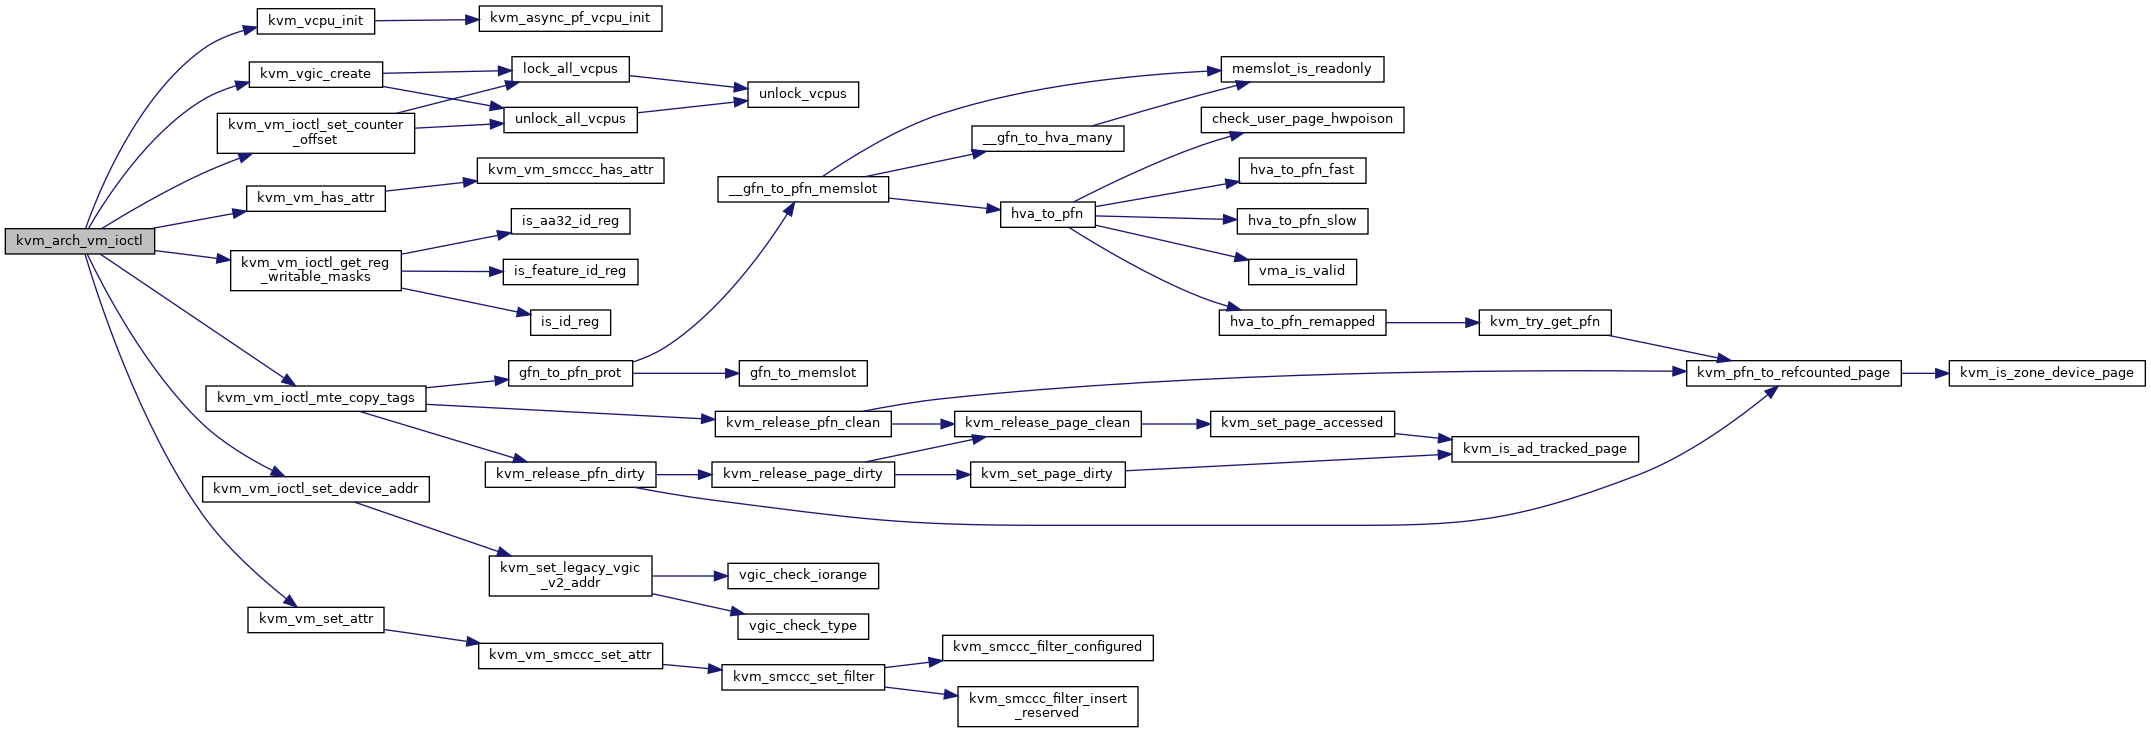 kvm_arch_vm_ioctl
kvm_vcpu_init
kvm_async_pf_vcpu_init
kvm_vgic_create
lock_all_vcpus
unlock_vcpus
kvm_vm_ioctl_set_counter
_offset
unlock_all_vcpus
kvm_vm_has_attr
kvm_vm_smccc_has_attr
kvm_vm_ioctl_get_reg
_writable_masks
is_aa32_id_reg
is_feature_id_reg
is_id_reg
kvm_vm_ioctl_mte_copy_tags
gfn_to_pfn_prot
__gfn_to_pfn_memslot
memslot_is_readonly
__gfn_to_hva_many
hva_to_pfn
check_user_page_hwpoison
hva_to_pfn_fast
hva_to_pfn_slow
vma_is_valid
hva_to_pfn_remapped
kvm_try_get_pfn
kvm_pfn_to_refcounted_page
kvm_is_zone_device_page
gfn_to_memslot
kvm_release_pfn_clean
kvm_release_page_clean
kvm_set_page_accessed
kvm_is_ad_tracked_page
kvm_release_pfn_dirty
kvm_release_page_dirty
kvm_set_page_dirty
kvm_vm_ioctl_set_device_addr
kvm_set_legacy_vgic
_v2_addr
vgic_check_iorange
vgic_check_type
kvm_vm_set_attr
kvm_vm_smccc_set_attr
kvm_smccc_set_filter
kvm_smccc_filter_configured
kvm_smccc_filter_insert
_reserved